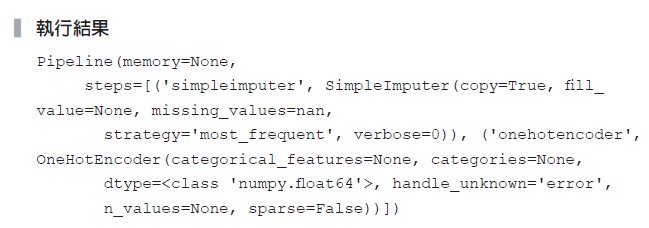 執行結果
Pipeline(memory=None,
steps=[('simpleimputer', SimpleImputer(copy=True, fill_
value=None, missing_values=nan,
strategy='most_frequent', verbose=0)), ('onehotencoder',
OneHotEncoder(categorical_features=None, categories=None,
dtype=<class 'numpy.float64'>, handle_unknown='error',
n_values=None, sparse=False))])